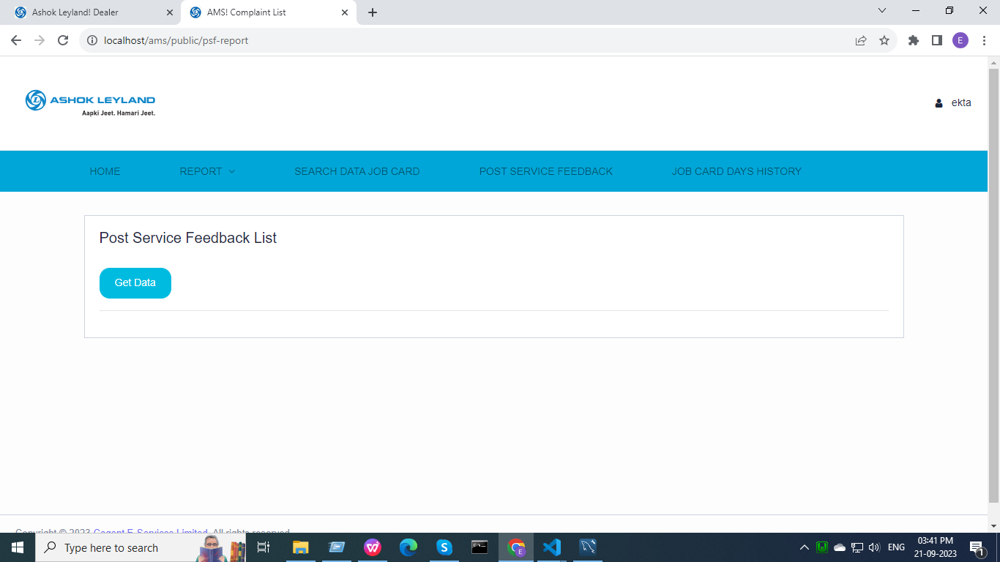 Ashok Leyland! Dealer
AMS! Complaint List
localhost/ams/public/psf-report
E
ASHOK LEYLAND
Aapki Jeet. Hamari Jeet.
ekta
HOME REPORT SEARCH DATA JOB CARD POST SERVICE FEEDBACK JOB CARD DAYS HISTORY
Post Service Feedback List
Get Data
Copyright © 2023 Cogent E Services Limited. All rights reserved.
Type here to search
ENG
03:41 PM
21-09-2023
1